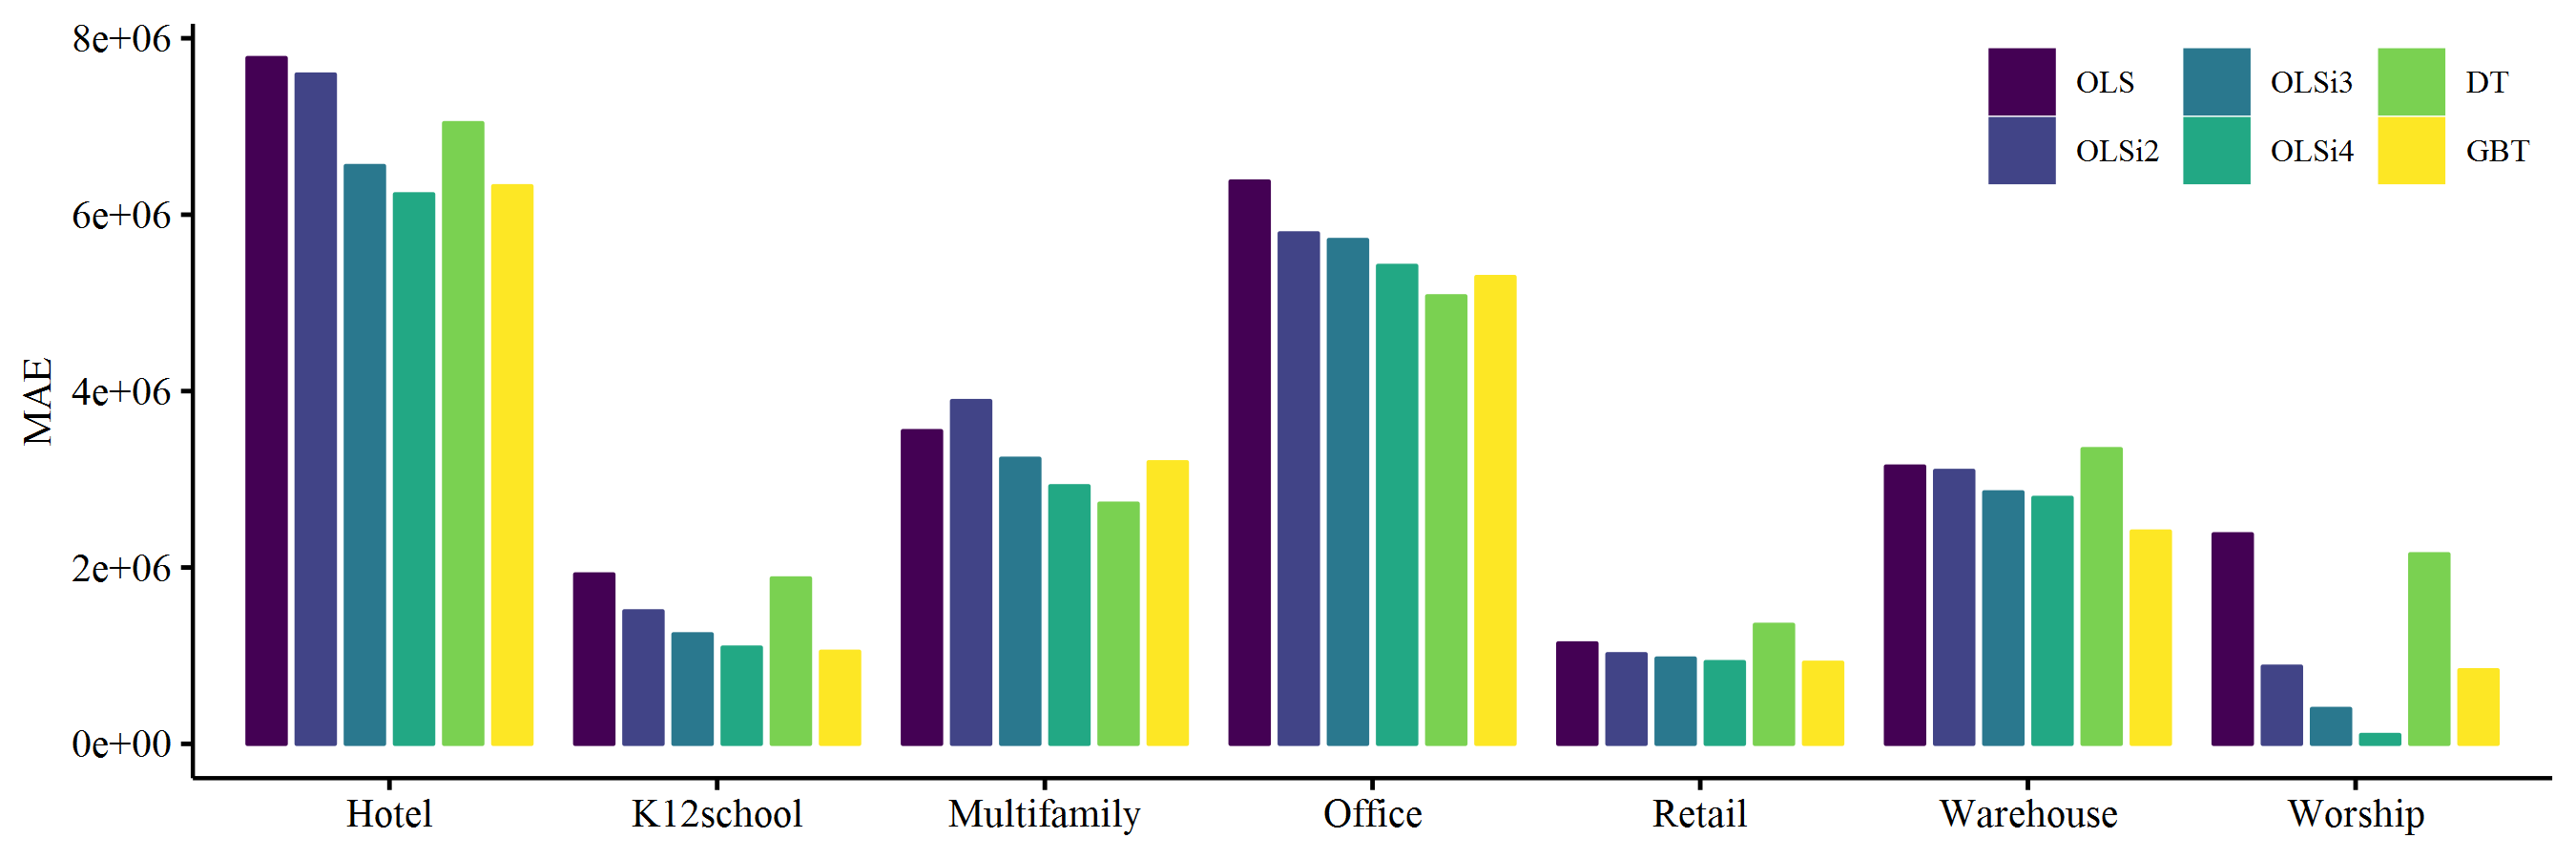 8e+06
6e+06
4e+06
2e+06
0e+00
MAE
OLS OLSi3 DT
OLSi2 OLSi4 GBT
Hotel K12school Multifamily Office Retail Warehouse Worship